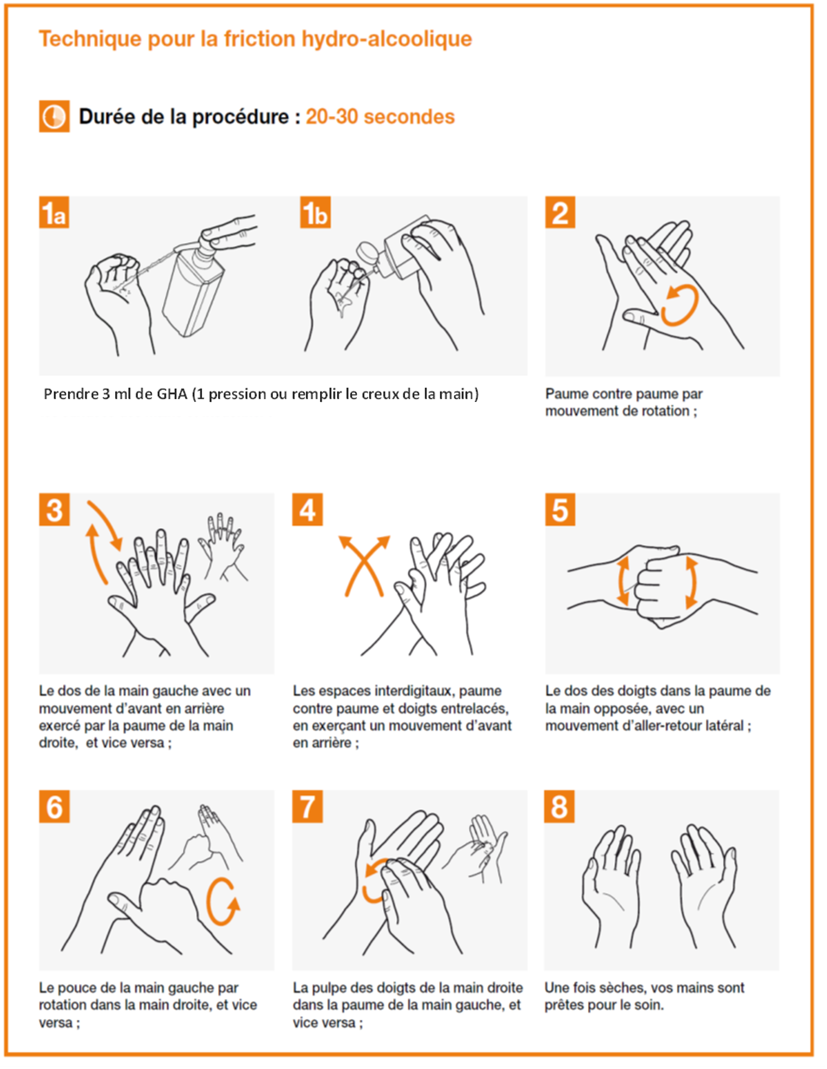 Technique pour la friction hydro-alcoolique
Durée de la procédure : 20-30 secondes
1a
1b
2
Prendre 3 ml de GHA (1 pression ou remplir le creux de la main)
Paume contre paume par
mouvement de rotation ;
3
4
5
Le dos de la main gauche avec un
mouvement d'avant en arrière
exercé par la paume de la main
droite, et vice versa ;
Les espaces interdigitaux, paume
contre paume et doigts entrelacés,
en exerçant un mouvement d'avant
en arrière ;
Le dos des doigts dans la paume de
la main opposée, avec un
mouvement d'aller-retour latéral ;
6
7
8
Le pouce de la main gauche par
rotation dans la main droite, et vice
versa ;
La pulpe des doigts de la main droite
dans la paume de la main gauche, et
vice versa ;
Une fois sèches, vos mains sont
prêtes pour le soin.